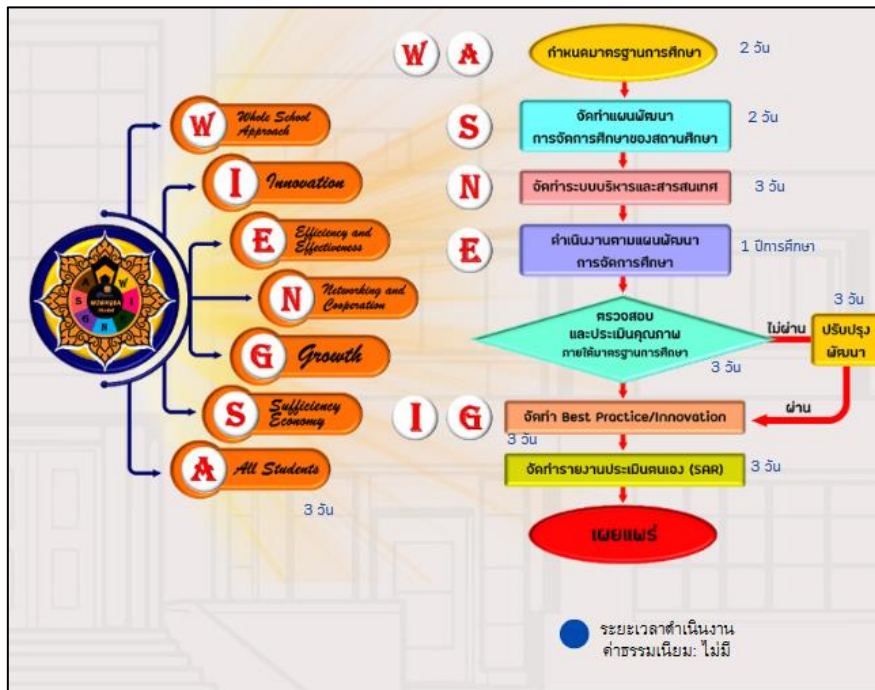 W
Whole School
Approach
I
Innovation
E
Efficiency and
Effectiveness
N
Networking and
Cooperation
G
Growth
S
Sufficiency
Economy
A
All Students
3 วัน
A W
S I
G N E
W A
กำหนดมาตรฐานการศึกษา
2 วัน
S
จัดทำแผนพัฒนา
การจัดการศึกษาของสถานศึกษา
2 วัน
N
จัดทำระบบบริหารและสารสนเทศ
3 วัน
E
ดำเนินงานตามแผนพัฒนา
การจัดการศึกษา
1 ปีการศึกษา
ตรวจสอบ
และประเมินคุณภาพ
ภายใต้มาตรฐานการศึกษา
3 วัน
ไม่ผ่าน
3 วัน
ปรับปรุง
พัฒนา
ผ่าน
I G
จัดทำ Best Practice/Innovation
3 วัน
จัดทำรายงานประเมินตนเอง (SAR)
3 วัน
เผยแพร่
ระยะเวลาดำเนินงาน
ค่าธรรมเนียม: ไม่มี